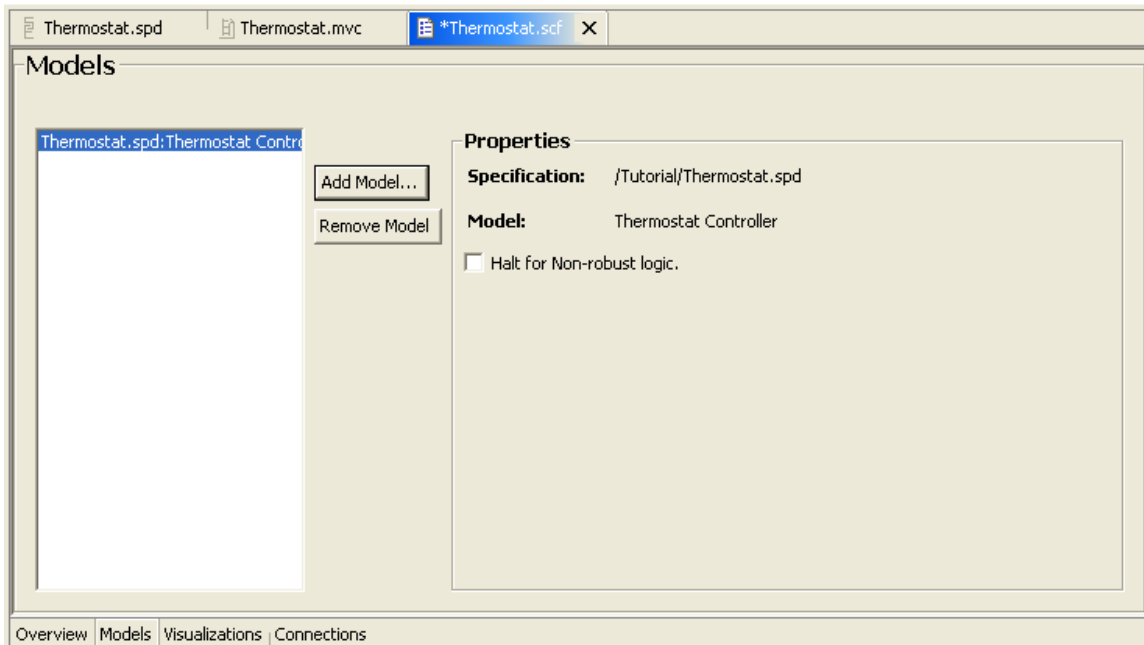 Thermostat.spd
Thermostat.mvc
*Thermostat.scf
Models
Thermostat.spd:Thermostat Contro
Add Model...
Remove Model
Properties
Specification: /Tutorial/Thermostat.spd
Model: Thermostat Controller
Halt for Non-robust logic.
Overview Models Visualizations Connections